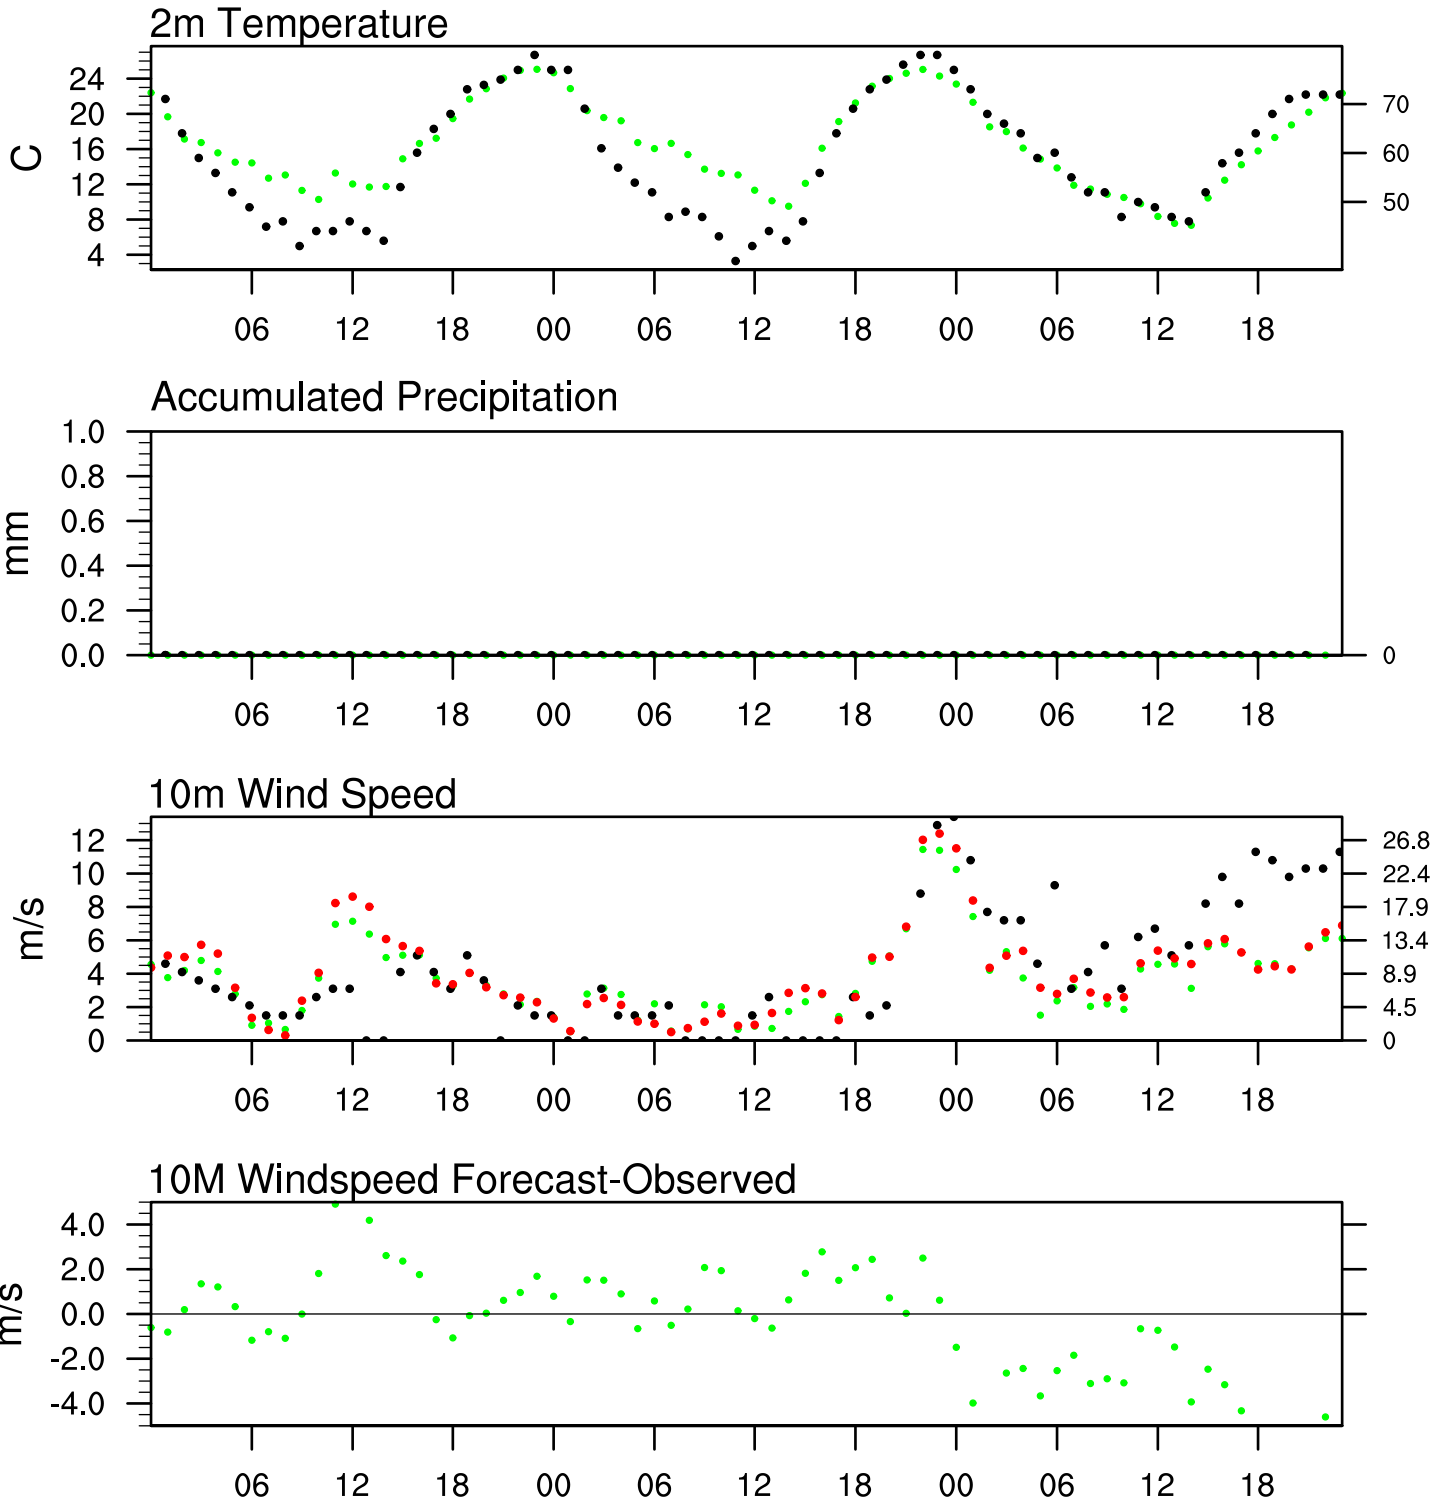 2m Temperature
C
24
20
16
12
8
4
70
60
50
06 12 18 00 06 12 18 00 06 12 18
Accumulated Precipitation
mm
1.0
0.8
0.6
0.4
0.2
0.0
0
06 12 18 00 06 12 18 00 06 12 18
10m Wind Speed
m/s
12
10
8
6
4
2
0
26.8
22.4
17.9
13.4
8.9
4.5
0
06 12 18 00 06 12 18 00 06 12 18
10M Windspeed Forecast-Observed
m/s
4.0
2.0
0.0
-2.0
-4.0
06 12 18 00 06 12 18 00 06 12 18